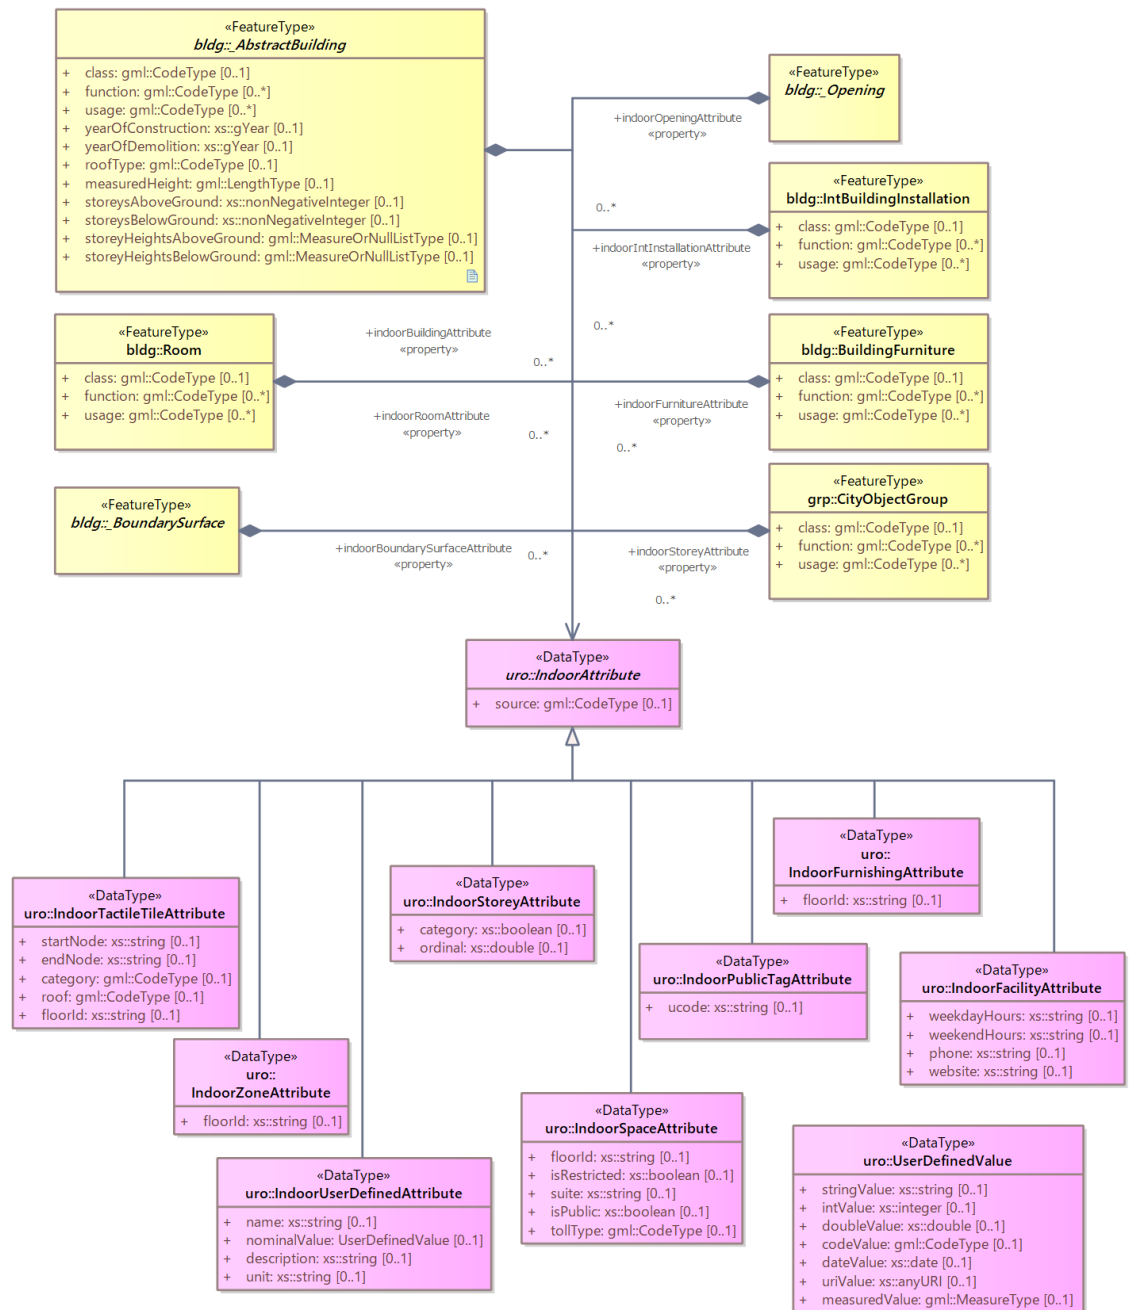 «FeatureType»
bldg::_AbstractBuilding
+ class: gml::CodeType [0..1]
+ function: gml::CodeType [0..*]
+ usage: gml::CodeType [0..*]
+ yearOfConstruction: xs::gYear [0..1]
+ yearOfDemolition: xs::gYear [0..1]
+ roofType: gml::CodeType [0..1]
+ measuredHeight: gml::LengthType [0..1]
+ storeysAboveGround: xs::nonNegativeInteger [0..1]
+ storeysBelowGround: xs::nonNegativeInteger [0..1]
+ storeyHeightsAboveGround: gml::MeasureOrNullListType [0..1]
+ storeyHeightsBelowGround: gml::MeasureOrNullListType [0..1]
«FeatureType»
bldg::_Opening
+indoorOpeningAttribute
«property»
0..*
«FeatureType»
bldg::IntBuildingInstallation
+ class: gml::CodeType [0..1]
+ function: gml::CodeType [0..*]
+ usage: gml::CodeType [0..*]
+indoorIntInstallationAttribute
«property»
0..*
«FeatureType»
bldg::Room
+ class: gml::CodeType [0..1]
+ function: gml::CodeType [0..*]
+ usage: gml::CodeType [0..*]
+indoorBuildingAttribute
«property»
0..*
«FeatureType»
bldg::BuildingFurniture
+ class: gml::CodeType [0..1]
+ function: gml::CodeType [0..*]
+ usage: gml::CodeType [0..*]
+indoorRoomAttribute
«property»
0..*
+indoorFurnitureAttribute
«property»
0..*
«FeatureType»
bldg::_BoundarySurface
«FeatureType»
grp::CityObjectGroup
+ class: gml::CodeType [0..1]
+ function: gml::CodeType [0..*]
+ usage: gml::CodeType [0..*]
+indoorBoundarySurfaceAttribute
«property»
0..*
+indoorStoreyAttribute
«property»
0..*
«DataType»
uro::IndoorAttribute
+ source: gml::CodeType [0..1]
«DataType»
uro::IndoorTactileTileAttribute
+ startNode: xs::string [0..1]
+ endNode: xs::string [0..1]
+ category: gml::CodeType [0..1]
+ roof: gml::CodeType [0..1]
+ floorId: xs::string [0..1]
«DataType»
uro::IndoorStoreyAttribute
+ category: xs::boolean [0..1]
+ ordinal: xs::double [0..1]
«DataType»
uro::
IndoorFurnishingAttribute
+ floorId: xs::string [0..1]
«DataType»
uro::IndoorPublicTagAttribute
+ ucode: xs::string [0..1]
«DataType»
uro::IndoorFacilityAttribute
+ weekdayHours: xs::string [0..1]
+ weekendHours: xs::string [0..1]
+ phone: xs::string [0..1]
+ website: xs::string [0..1]
«DataType»
uro::
IndoorZoneAttribute
+ floorId: xs::string [0..1]
«DataType»
uro::IndoorSpaceAttribute
+ floorId: xs::string [0..1]
+ isRestricted: xs::boolean [0..1]
+ suite: xs::string [0..1]
+ isPublic: xs::boolean [0..1]
+ tollType: gml::CodeType [0..1]
«DataType»
uro::IndoorUserDefinedAttribute
+ name: xs::string [0..1]
+ nominalValue: UserDefinedValue [0..1]
+ description: xs::string [0..1]
+ unit: xs::string [0..1]
«DataType»
uro::UserDefinedValue
+ stringValue: xs::string [0..1]
+ intValue: xs::integer [0..1]
+ doubleValue: xs::double [0..1]
+ codeValue: gml::CodeType [0..1]
+ dateValue: xs::date [0..1]
+ uriValue: xs::anyURI [0..1]
+ measuredValue: gml::MeasureType [0..1]